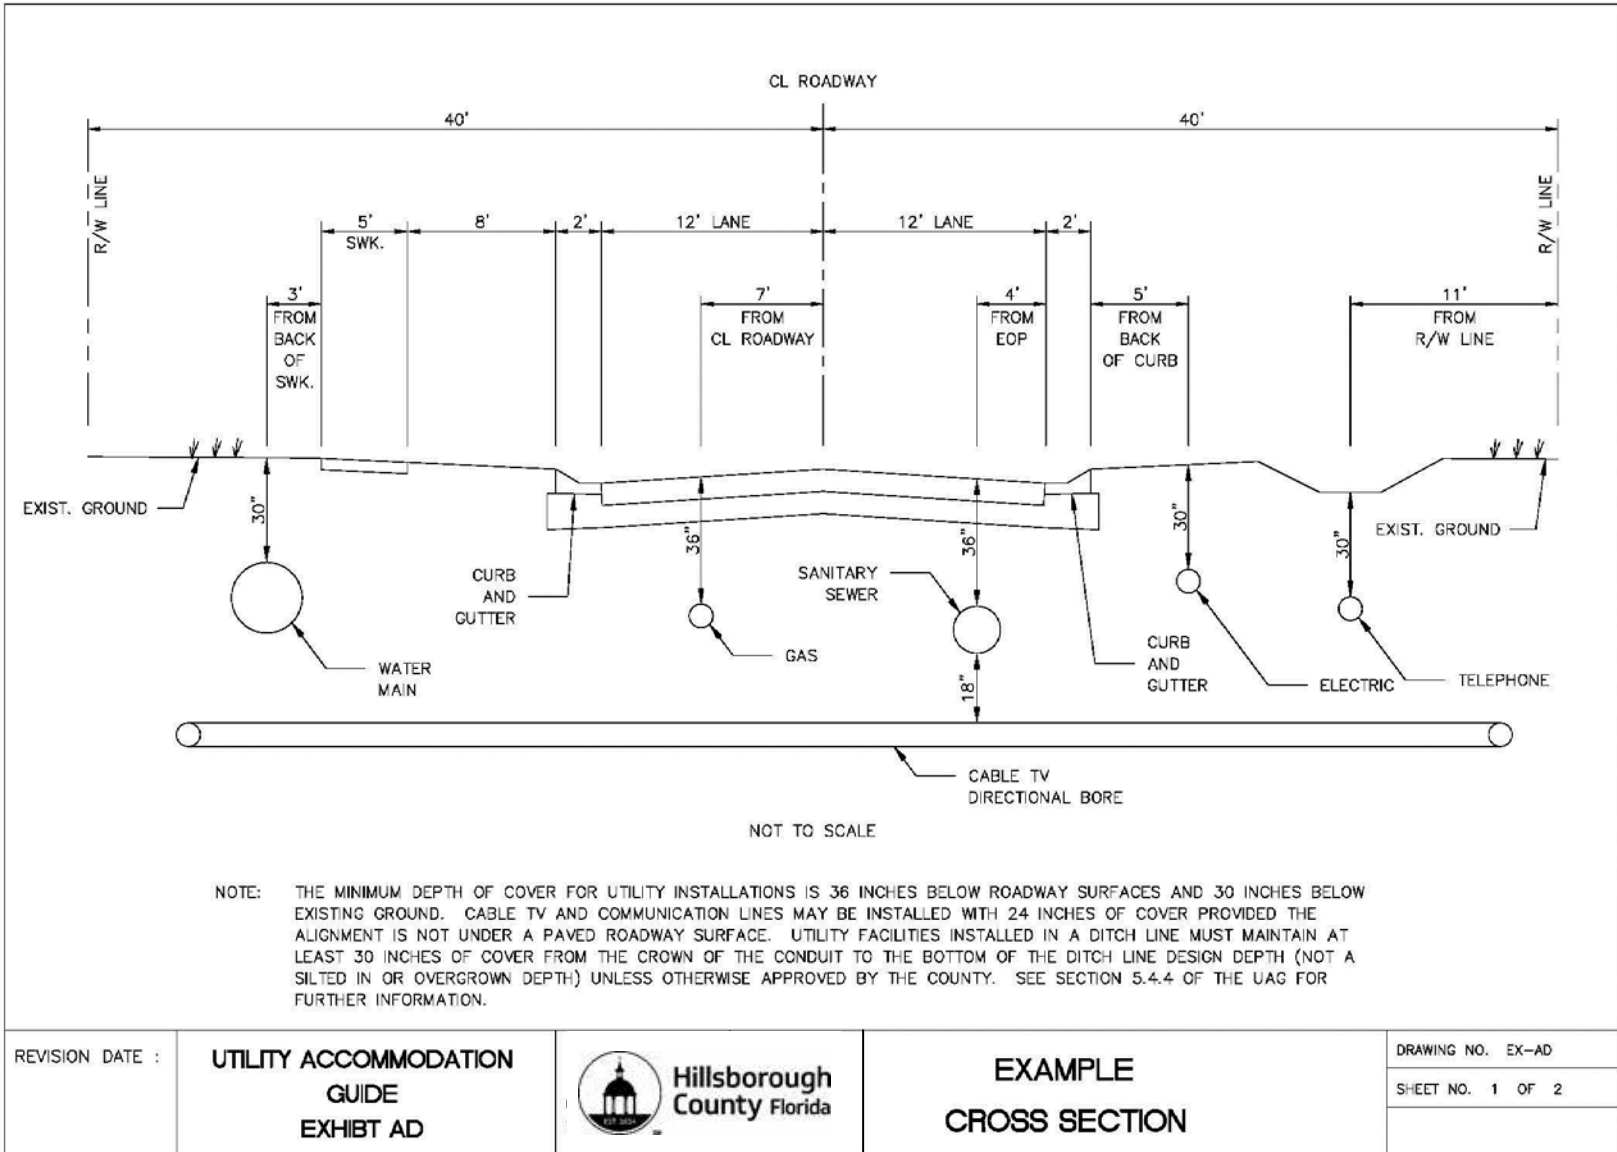 CL ROADWAY
40'
40'
R/W LINE
R/W LINE
5'
SWK.
8'
2'
12' LANE
12' LANE
2'
3'
FROM
BACK
OF
SWK.
7'
FROM
CL ROADWAY
4'
FROM
EOP
5'
FROM
BACK
OF CURB
11'
FROM
R/W LINE
EXIST. GROUND
30"
36"
36"
30"
30"
EXIST. GROUND
CURB
AND
GUTTER
SANITARY
SEWER
WATER
MAIN
GAS
CURB
AND
GUTTER
ELECTRIC
TELEPHONE
18"
CABLE TV
DIRECTIONAL BORE
NOT TO SCALE
NOTE: THE MINIMUM DEPTH OF COVER FOR UTILITY INSTALLATIONS IS 36 INCHES BELOW ROADWAY SURFACES AND 30 INCHES BELOW
EXISTING GROUND. CABLE TV AND COMMUNICATION LINES MAY BE INSTALLED WITH 24 INCHES OF COVER PROVIDED THE
ALIGNMENT IS NOT UNDER A PAVED ROADWAY SURFACE. UTILITY FACILITIES INSTALLED IN A DITCH LINE MUST MAINTAIN AT
LEAST 30 INCHES OF COVER FROM THE CROWN OF THE CONDUIT TO THE BOTTOM OF THE DITCH LINE DESIGN DEPTH (NOT A
SILTED IN OR OVERGROWN DEPTH) UNLESS OTHERWISE APPROVED BY THE COUNTY. SEE SECTION 5.4.4 OF THE UAG FOR
FURTHER INFORMATION.
REVISION DATE :
UTILITY ACCOMMODATION
GUIDE
EXHIBT AD
Hillsborough
County Florida
EXAMPLE
CROSS SECTION
DRAWING NO. EX-AD
SHEET NO. 1 OF 2